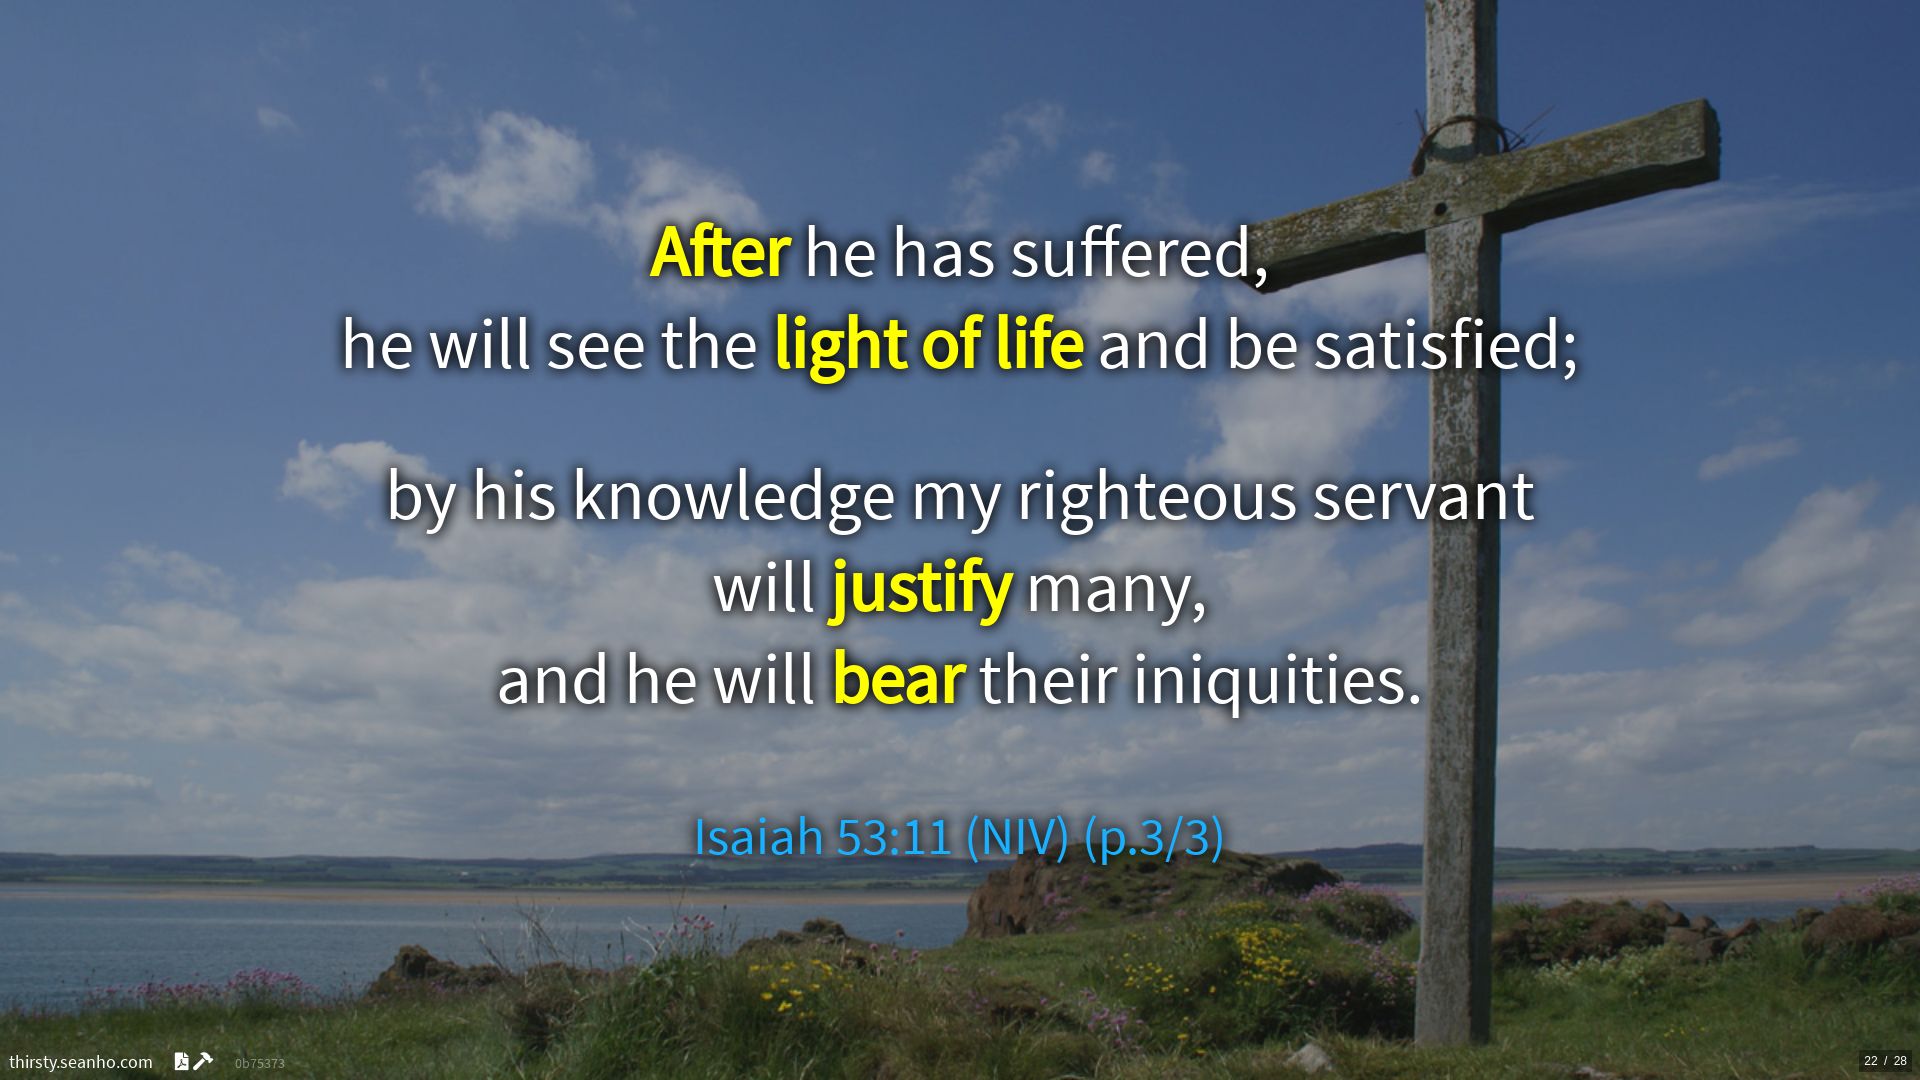 After he has suffered,
he will see the light of life and be satisfied;
by his knowledge my righteous servant
will justify many,
and he will bear their iniquities.
Isaiah 53:11 (NIV) (p.3/3)
thirsty.seanho.com
0b75373
22 / 28